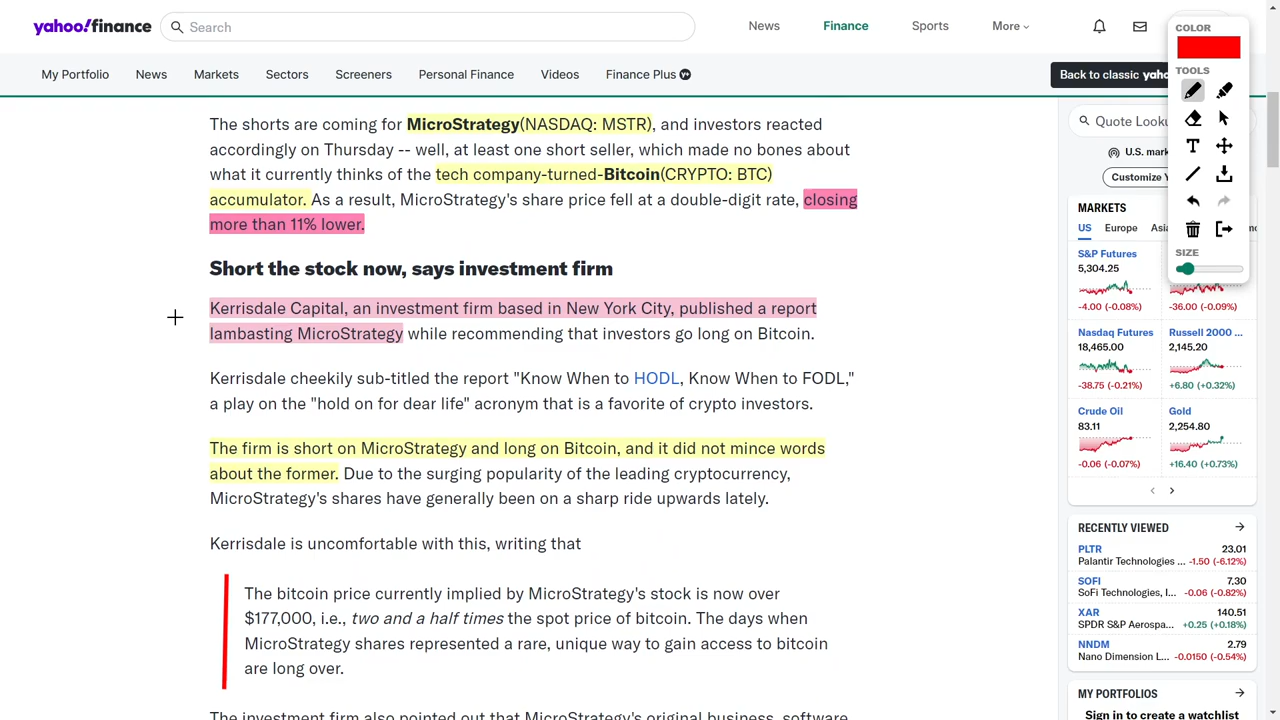 yahoo!finance
Search
News
Finance
Sports
More
COLOR
TOOLS
SIZE
My Portfolio
News
Markets
Sectors
Screeners
Personal Finance
Videos
Finance Plus
Back to classic
The shorts are coming for MicroStrategy(NASDAQ: MSTR), and investors reacted
accordingly on Thursday -- well, at least one short seller, which made no bones about
what it currently thinks of the tech company-turned-Bitcoin(CRYPTO: BTC)
accumulator. As a result, MicroStrategy's share price fell at a double-digit rate, closing
more than 11% lower.
Short the stock now, says investment firm
Kerrisdale Capital, an investment firm based in New York City, published a report
lambasting MicroStrategy while recommending that investors go long on Bitcoin.
Kerrisdale cheekily sub-titled the report "Know When to HODL, Know When to FODL,"
a play on the "hold on for dear life" acronym that is a favorite of crypto investors.
The firm is short on MicroStrategy and long on Bitcoin, and it did not mince words
about the former. Due to the surging popularity of the leading cryptocurrency,
MicroStrategy's shares have generally been on a sharp ride upwards lately.
Kerrisdale is uncomfortable with this, writing that
The bitcoin price currently implied by MicroStrategy's stock is now over
$177,000, i.e., two and a half times the spot price of bitcoin. The days when
MicroStrategy shares represented a rare, unique way to gain access to bitcoin
are long over.
The investment firm also pointed out that MicroStrategy's original business, software
Quote Looku
U.S. mark
Customize Y
MARKETS
US Europe Asi
S&P Futures
5,304.25
-4.00 (-0.08%)
-36.00 (-0.09%)
Nasdaq Futures
18,465.00
-38.75 (-0.21%)
Russell 2000 ...
2,145.20
+6.80 (+0.32%)
Crude Oil
83.11
-0.06 (-0.07%)
Gold
2,254.80
+16.40 (+0.73%)
RECENTLY VIEWED
PLTR 23.01
Palantir Technologies ... -1.50 (-6.12%)
SOFI 7.30
SoFi Technologies, I... -0.06 (-0.82%)
XAR 140.51
SPDR S&P Aerospa... +0.25 (+0.18%)
NNDM 2.79
Nano Dimension L... -0.0150 (-0.54%)
MY PORTFOLIOS
Sign in to create a watchlist